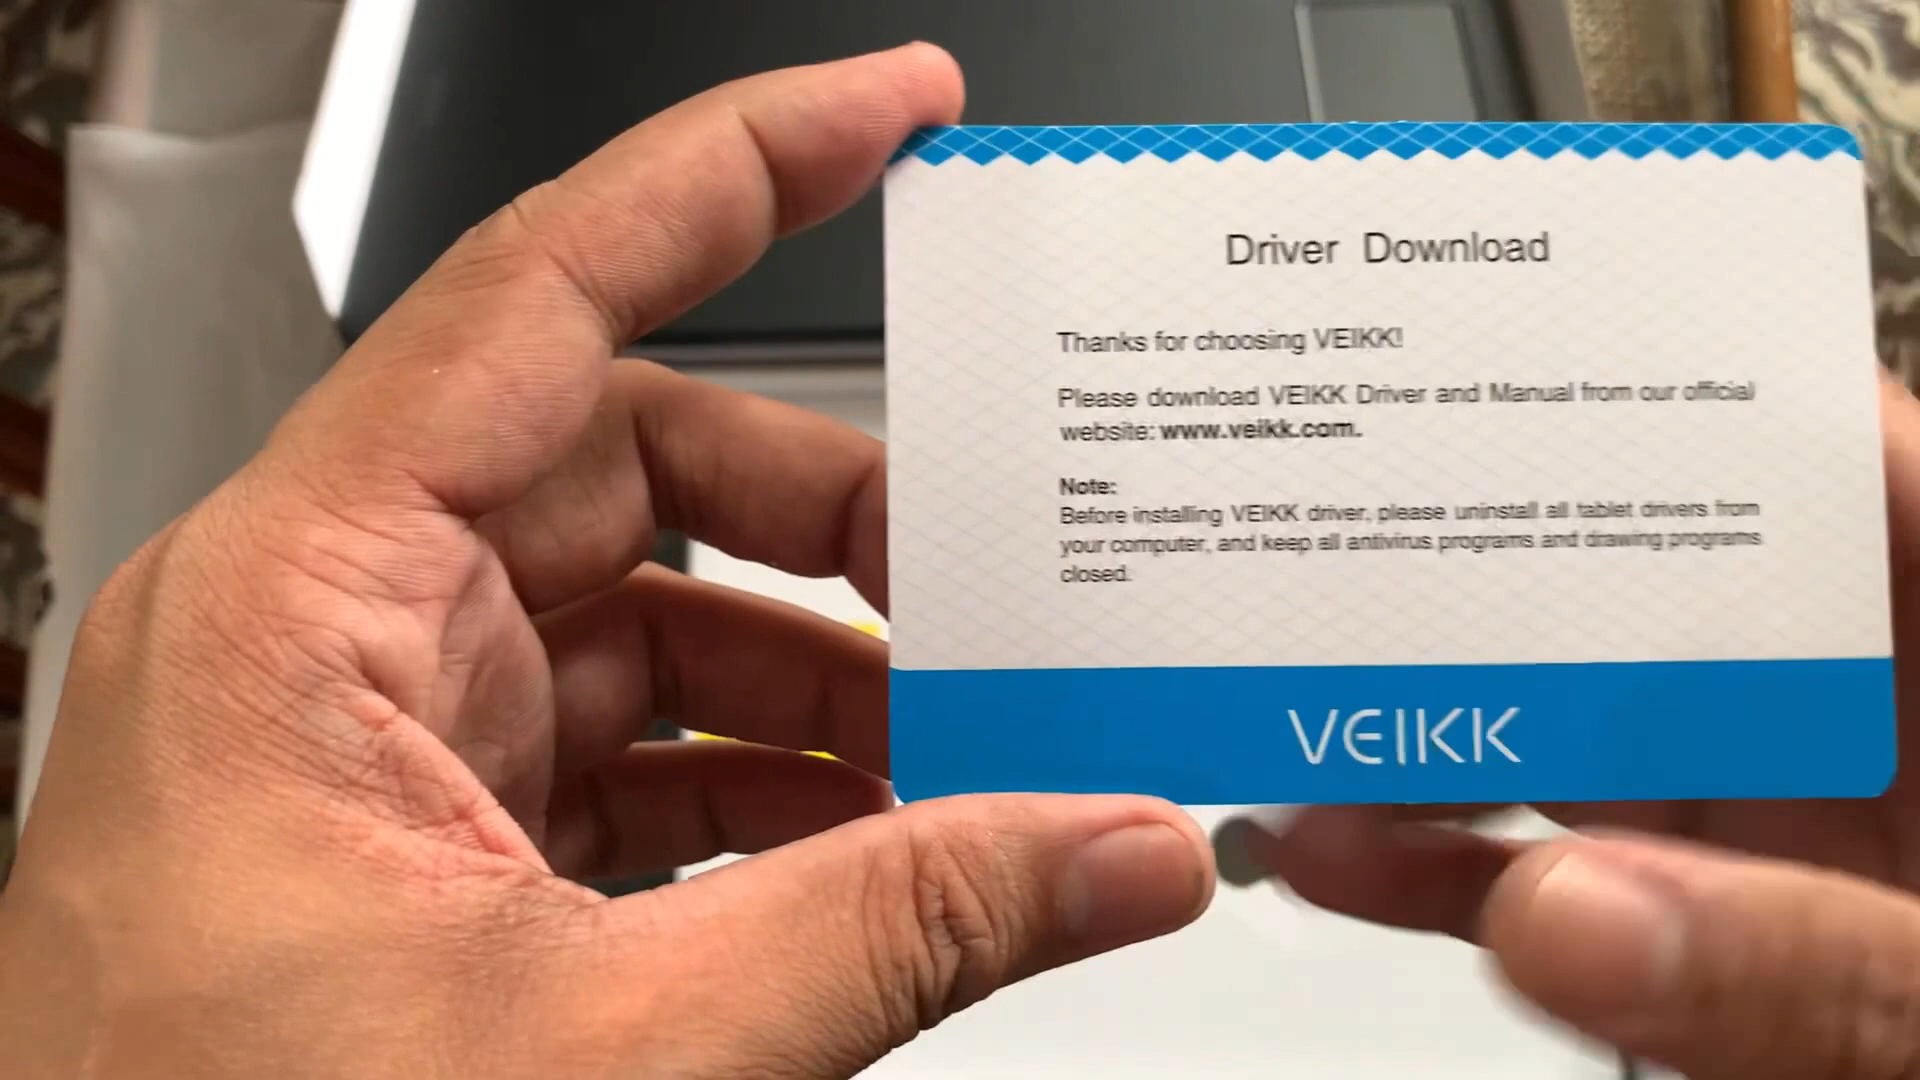 Driver Download
Thanks for choosing VEIKK!
Please download VEIKK Driver and Manual from our official
website: www.veikk.com.
Note:
Before installing VEIKK driver, please uninstall all tablet drivers from
your computer, and keep all antivirus programs and drawing programs
closed.
VEIKK